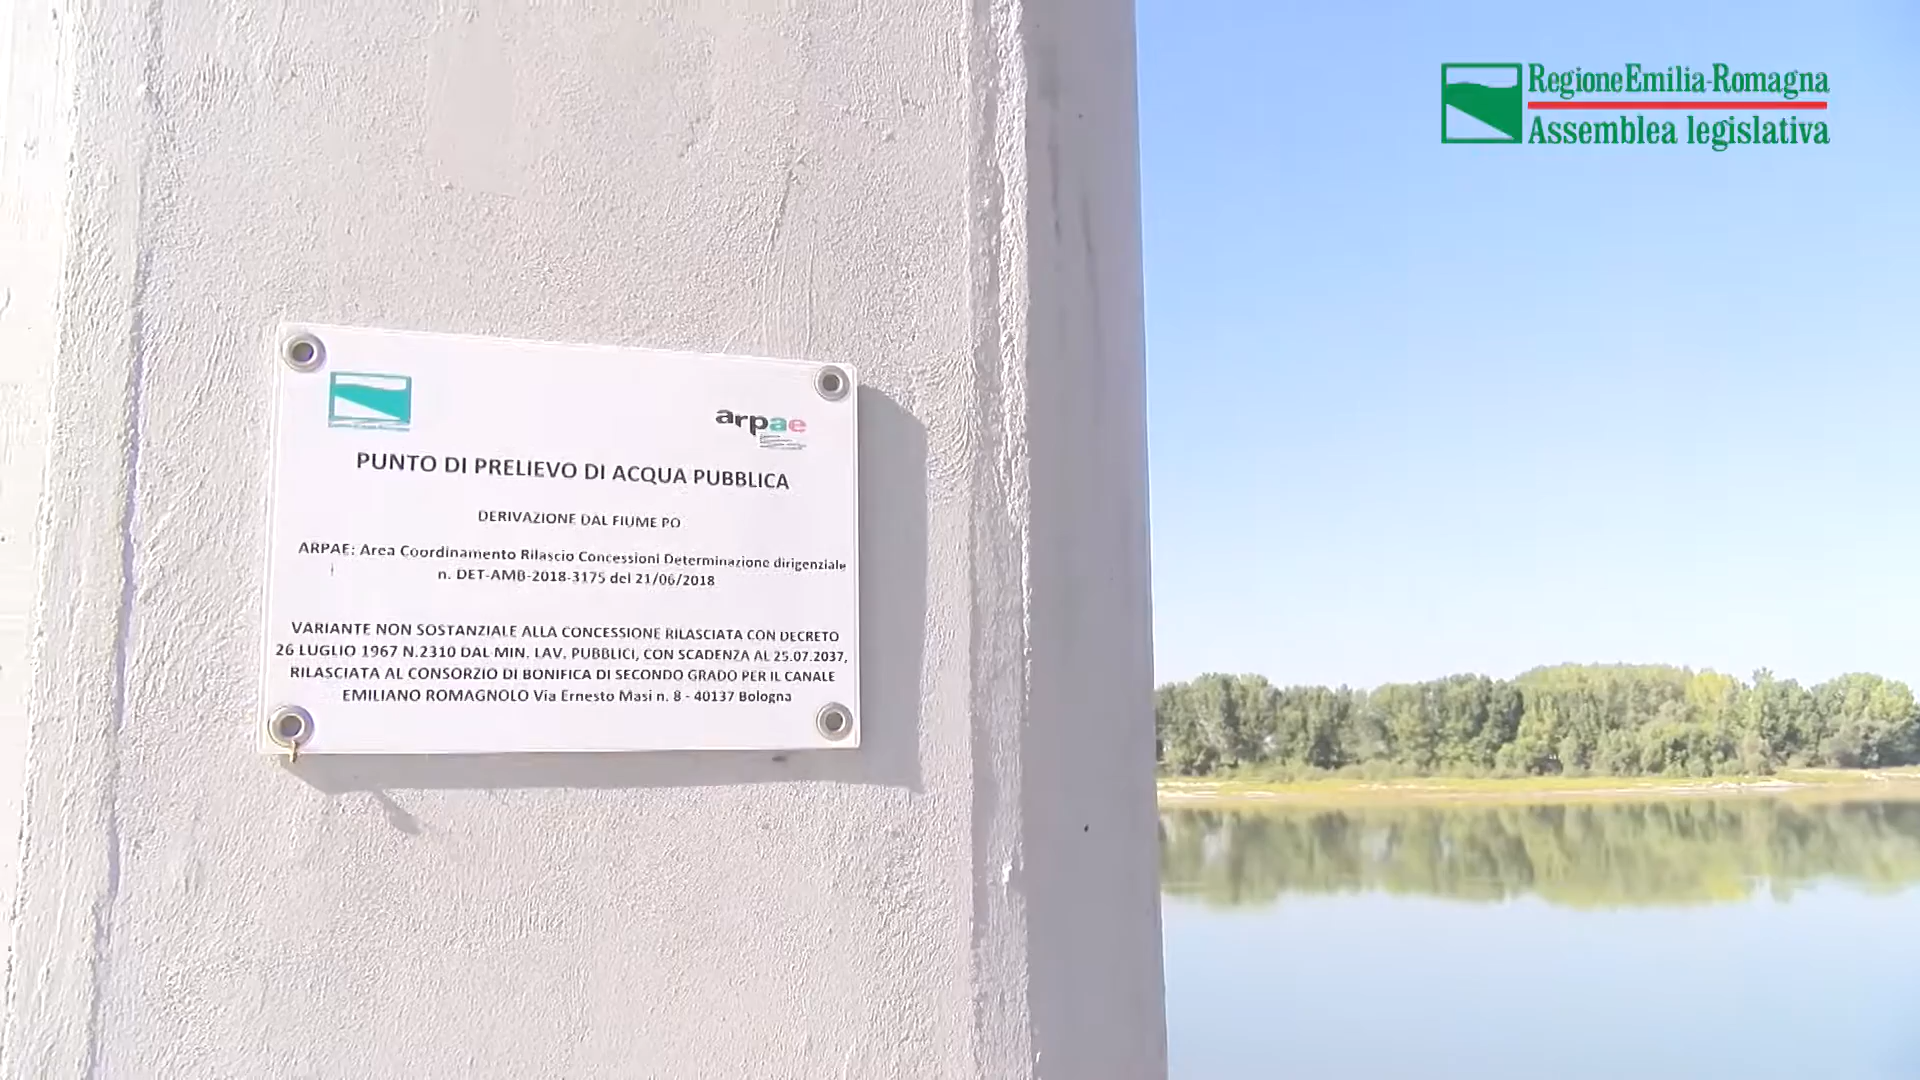 RegioneEmilia-Romagna
Assemblea legislativa
arpae
PUNTO DI PRELIEVO DI ACQUA PUBBLICA
DERIVAZIONE DAL FIUME PO
ARPAE: Area Coordinamento Rilascio Concessioni Determinazione dirigenziale
n. DET-AMB-2018-3175 del 21/06/2018
VARIANTE NON SOSTANZIALE ALLA CONCESSIONE RILASCIATA CON DECRETO
26 LUGLIO 1967 N.2310 DAL MIN. LAV. PUBBLICI, CON SCADENZA AL 25.07.2037,
RILASCIATA AL CONSORZIO DI BONIFICA DI SECONDO GRADO PER IL CANALE
EMILIANO ROMAGNOLO Via Ernesto Masi n. 8 - 40137 Bologna